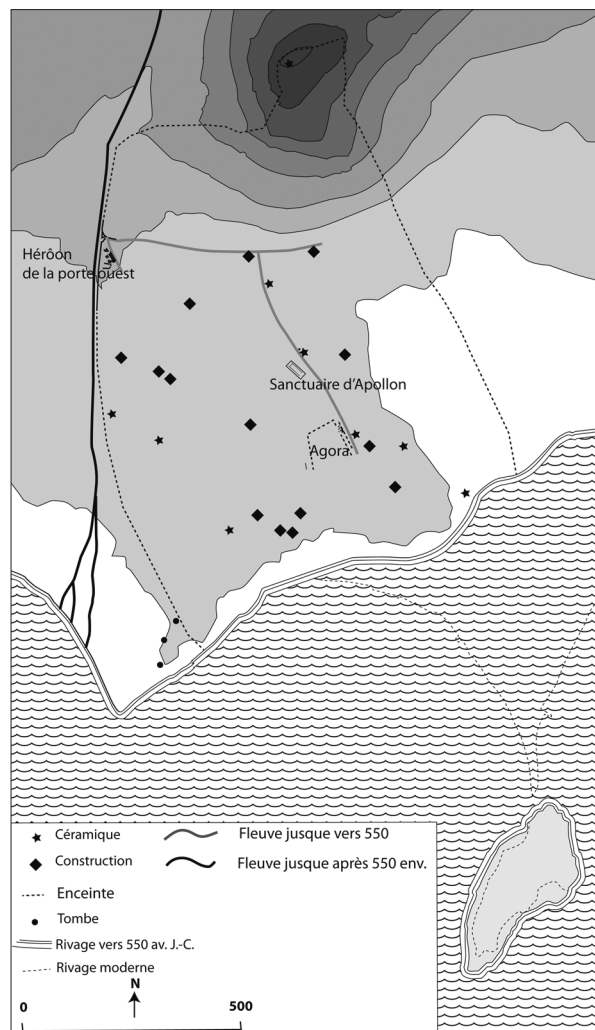 Hérôon
de la porte ouest
Sanctuaire d'Apollon
Agora
Céramique
Fleuve jusque vers 550
Construction
Fleuve jusque après 550 env.
Enceinte
Tombe
Rivage vers 550 av. J.-C.
Rivage moderne
N
0
500